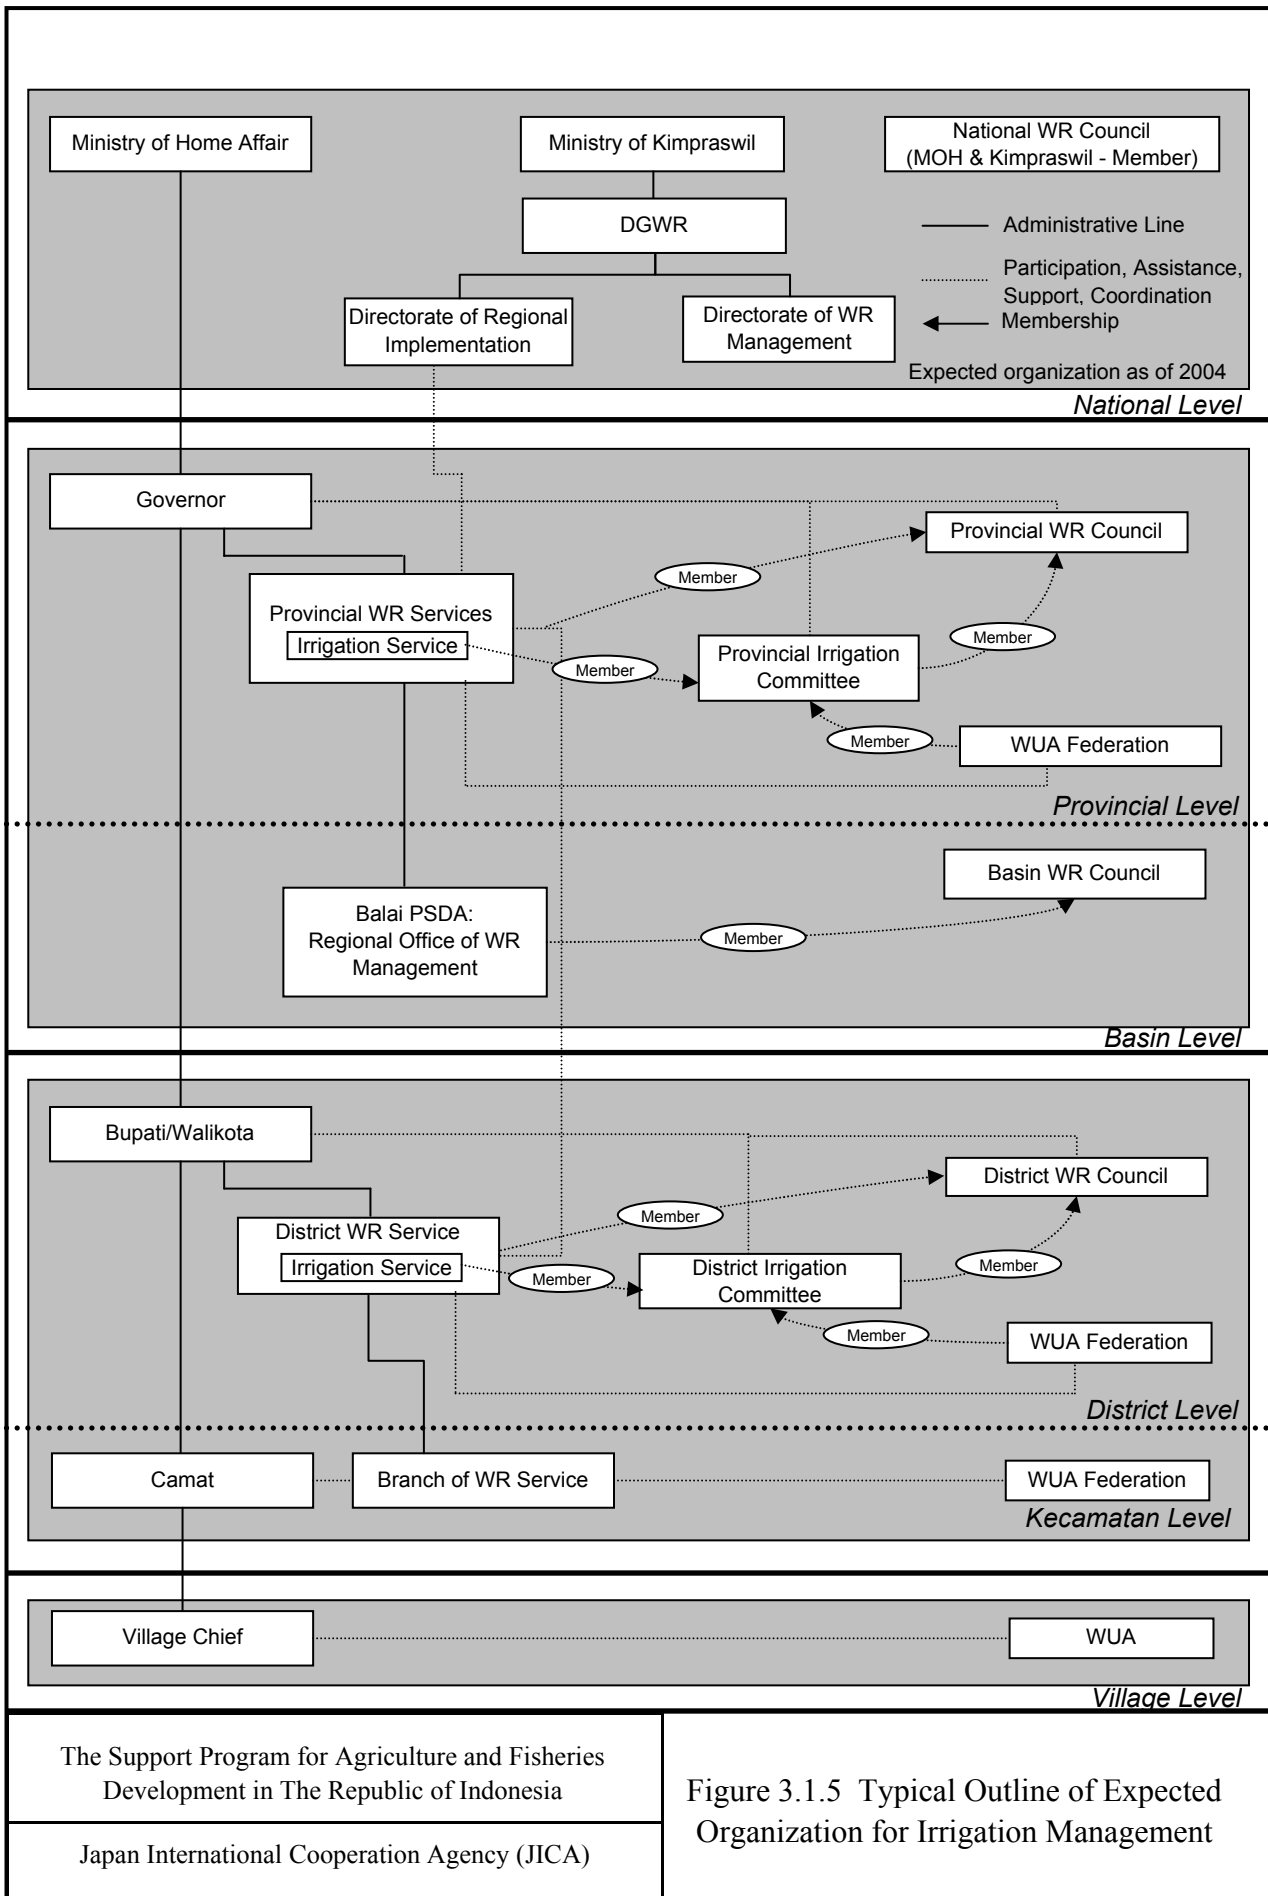 Ministry of Home Affair
Ministry of Kimpraswil
National WR Council
(MOH & Kimpraswil - Member)
DGWR
Administrative Line
Participation, Assistance,
Support, Coordination
Membership
Directorate of Regional
Implementation
Directorate of WR
Management
Expected organization as of 2004
National Level
Governor
Provincial WR Council
Member
Provincial WR Services
Irrigation Service
Member
Provincial Irrigation
Committee
Member
Member
WUA Federation
Provincial Level
Basin WR Council
Balai PSDA:
Regional Office of WR
Management
Member
Basin Level
Bupati/Walikota
District WR Council
Member
District WR Service
Irrigation Service
Member
District Irrigation
Committee
Member
Member
WUA Federation
District Level
Camat
Branch of WR Service
WUA Federation
Kecamatan Level
Village Chief
WUA
Village Level
The Support Program for Agriculture and Fisheries
Development in The Republic of Indonesia
Japan International Cooperation Agency (JICA)
Figure 3.1.5 Typical Outline of Expected
Organization for Irrigation Management